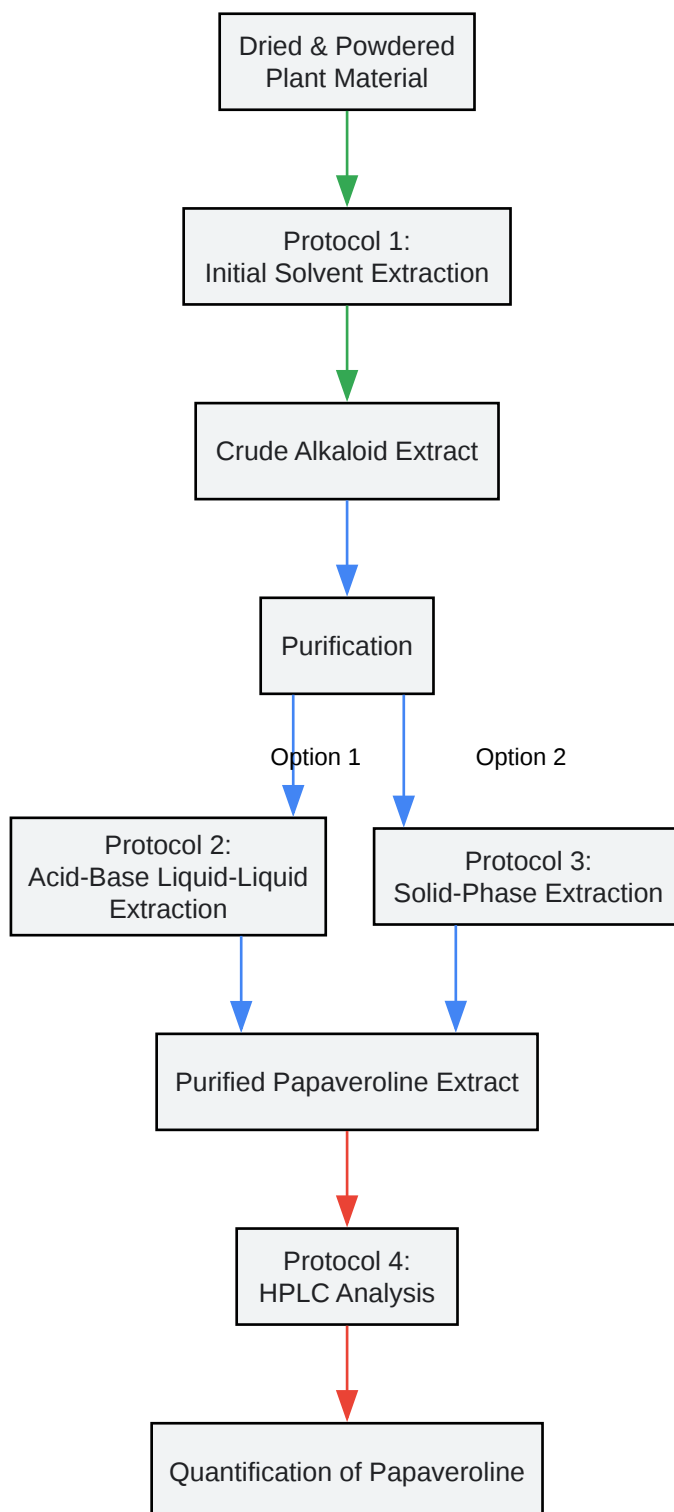 Dried & Powdered
Plant Material
Protocol 1:
Initial Solvent Extraction
Crude Alkaloid Extract
Purification
Option 1
Option 2
Protocol 2:
Acid-Base Liquid-Liquid
Extraction
Protocol 3:
Solid-Phase Extraction
Purified Papaveroline Extract
Protocol 4:
HPLC Analysis
Quantification of Papaveroline